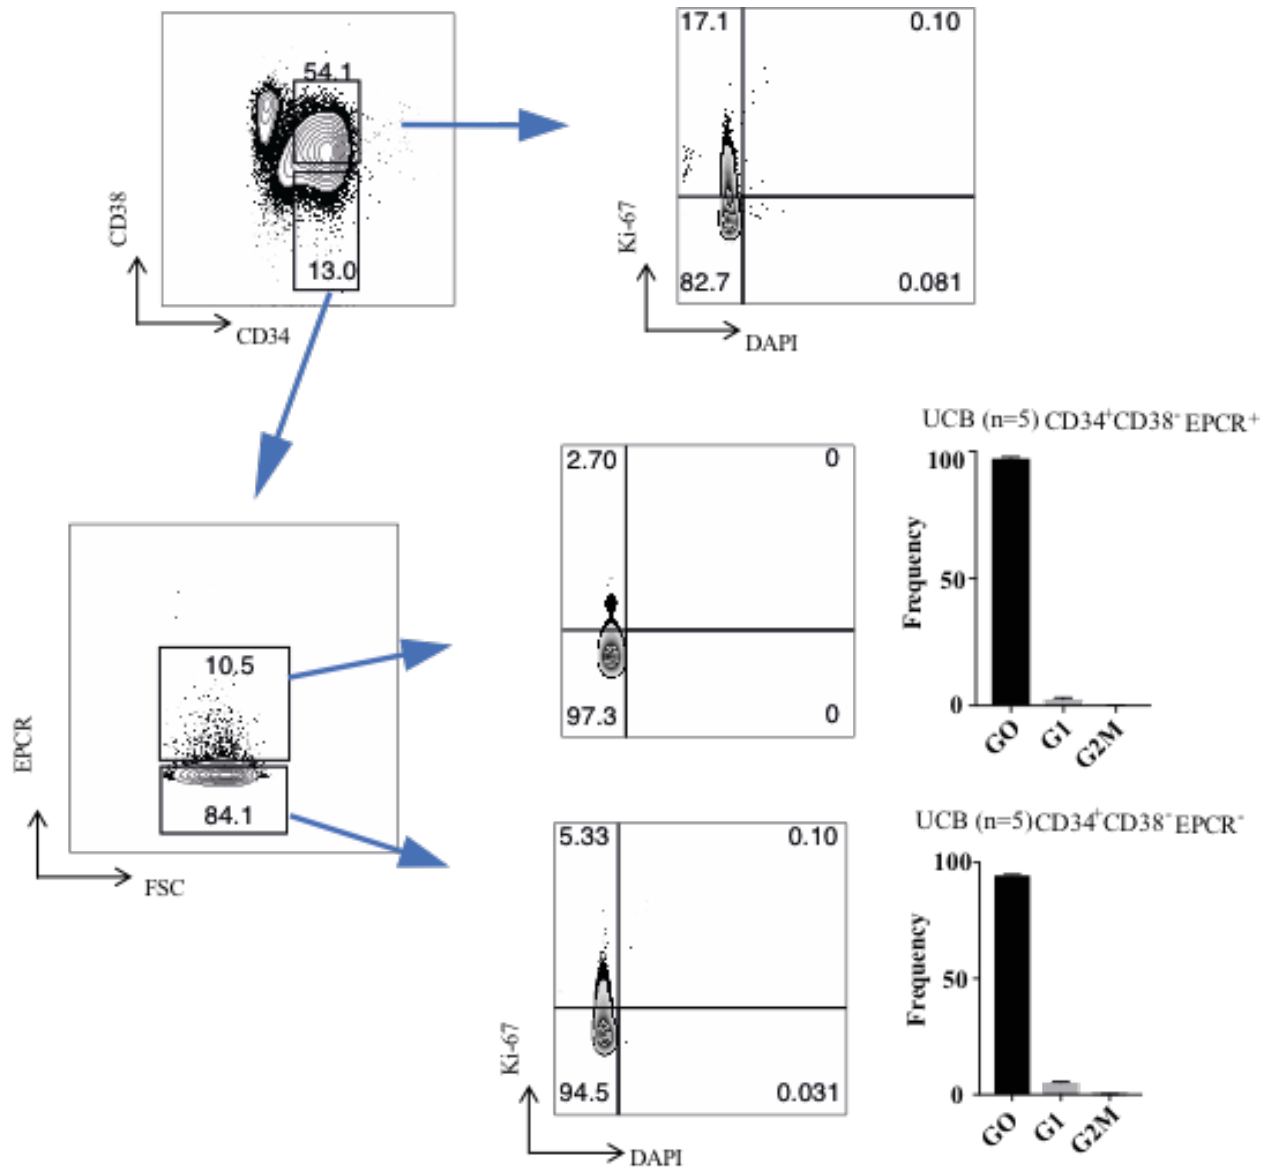 54.1
13.0
CD38
CD34
17.1
0.10
82.7
0.081
Ki-67
DAPI
10.5
84.1
EPCR
FSC
2.70
0
97.3
0
UCB (n=5) CD34+CD38- EPCR+
100
50
0
Frequency
GO
G1
G2M
5.33
0.10
94.5
0.031
Ki-67
DAPI
UCB (n=5)CD34+CD38-EPCR-
100
50
0
Frequency
GO
G1
G2M